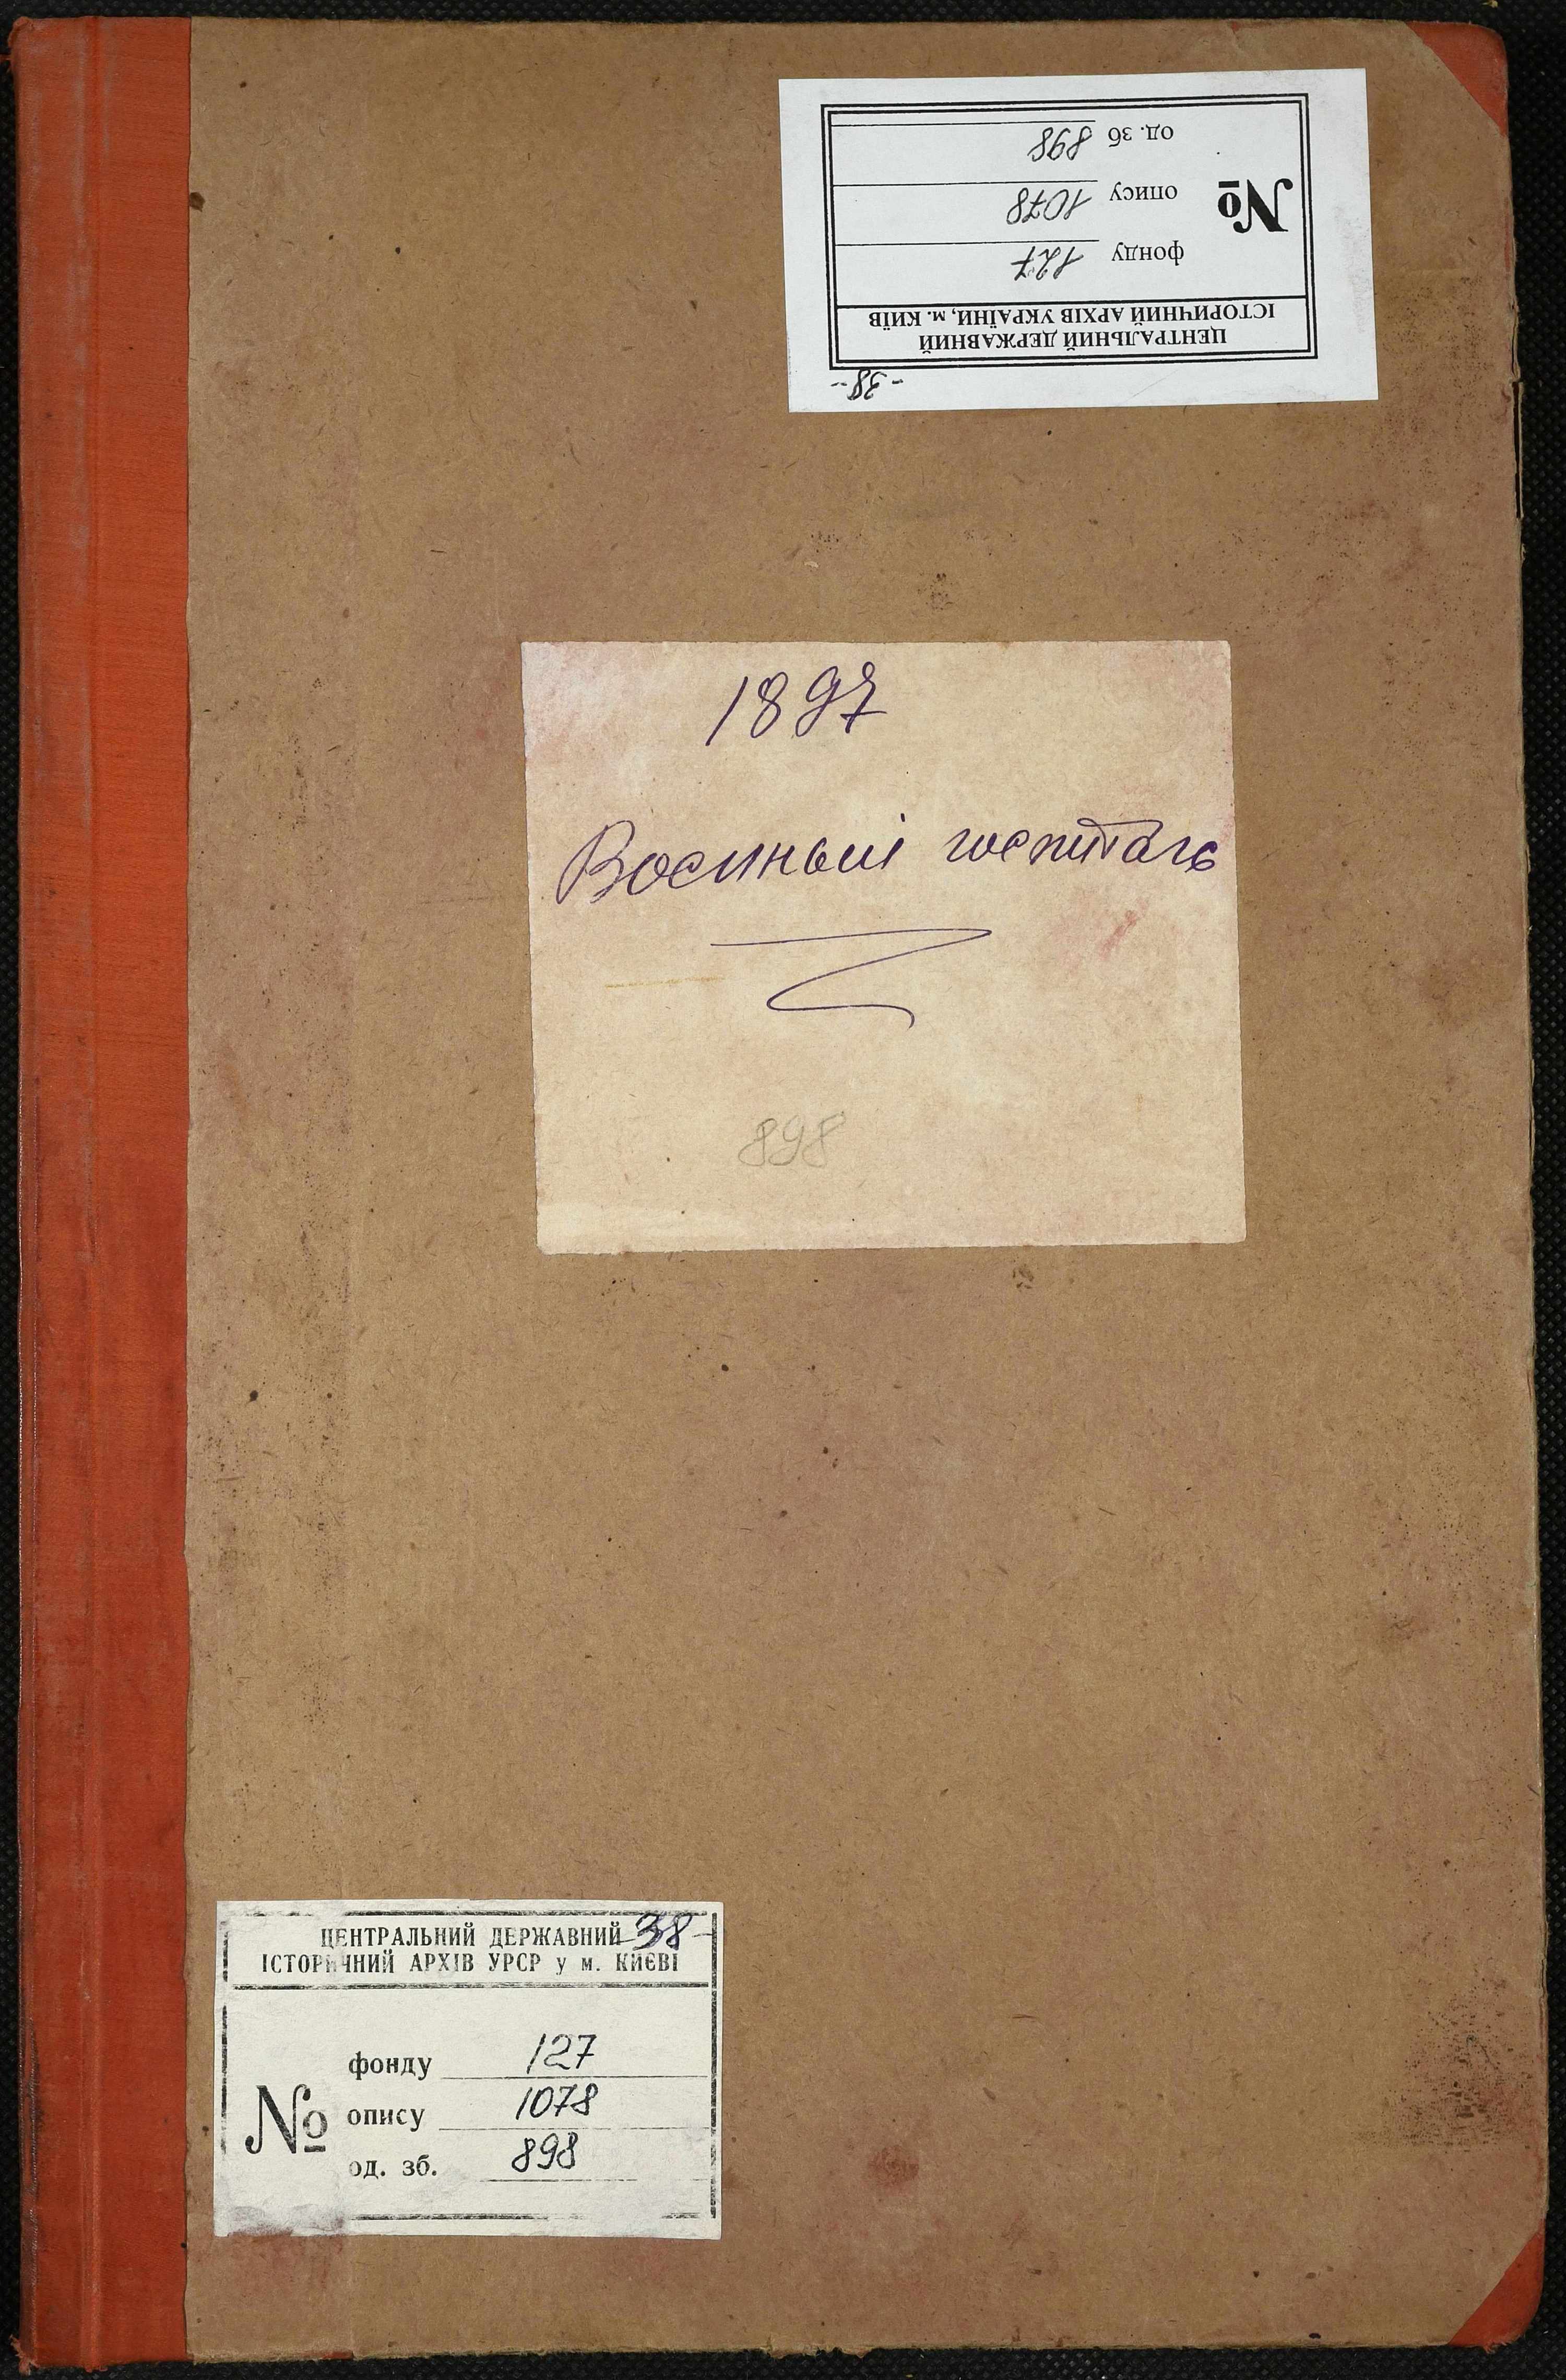 -38-
ЦЕНТРАЛЬНИЙ ДЕРЖАВНИЙ
ІСТОРИЧНИЙ АРХІВ УКРАЇНИ, м. КИЇВ
№
фонду 127
опису 1078
од. зб 898
1897
Военный госпиталь
898
ЦЕНТРАЛЬНИЙ ДЕРЖАВНИЙ -38-
ІСТОРИЧНИЙ АРХІВ УРСР у м. КИЄВІ
№
фонду 127
опису 1078
од. зб. 898